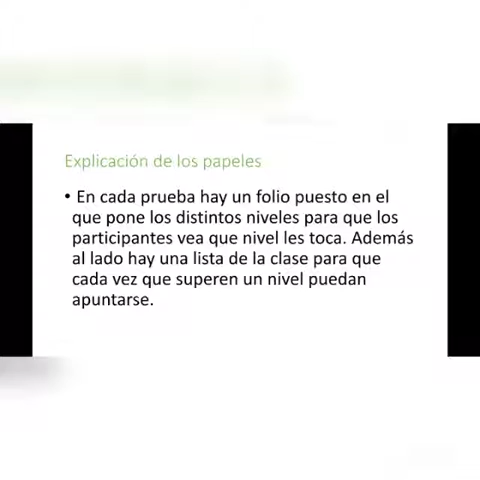 Explicación de los papeles
• En cada prueba hay un folio puesto en el
que pone los distintos niveles para que los
participantes vea que nivel les toca. Además
al lado hay una lista de la clase para que
cada vez que superen un nivel puedan
apuntarse.